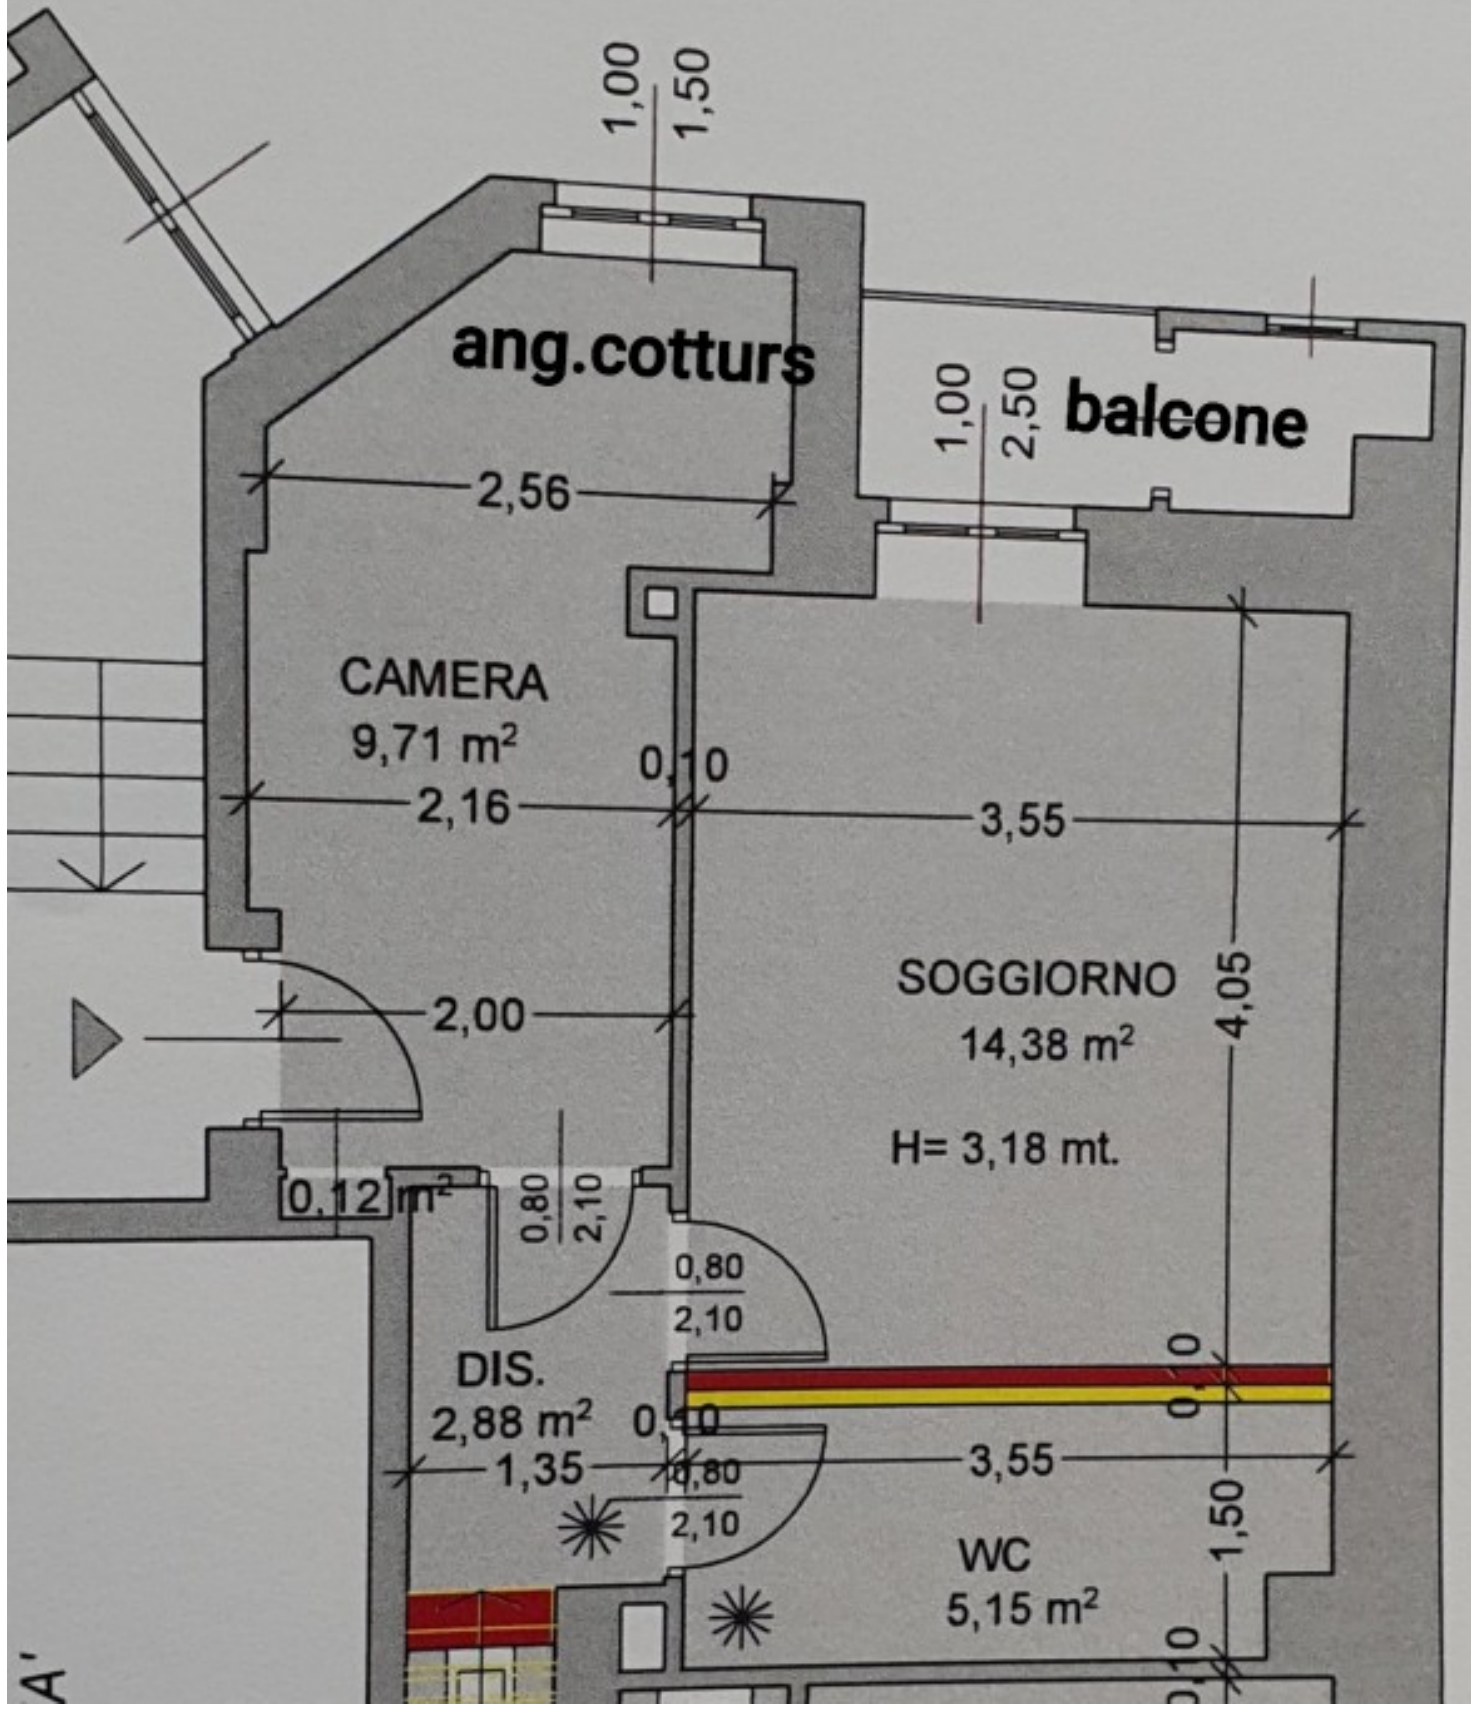 1,00
1,50
ang.cotturs
balcone
1,00
2,50
2,56
CAMERA
9,71 m²
0,10
2,16
3,55
SOGGIORNO
14,38 m²
4,05
2,00
H= 3,18 mt.
0,12 m²
0,80
2,10
0,80
2,10
DIS.
2,88 m²
0,10
0,10
1,35
0,80
2,10
3,55
1,50
WC
5,15 m²
0,10
A'